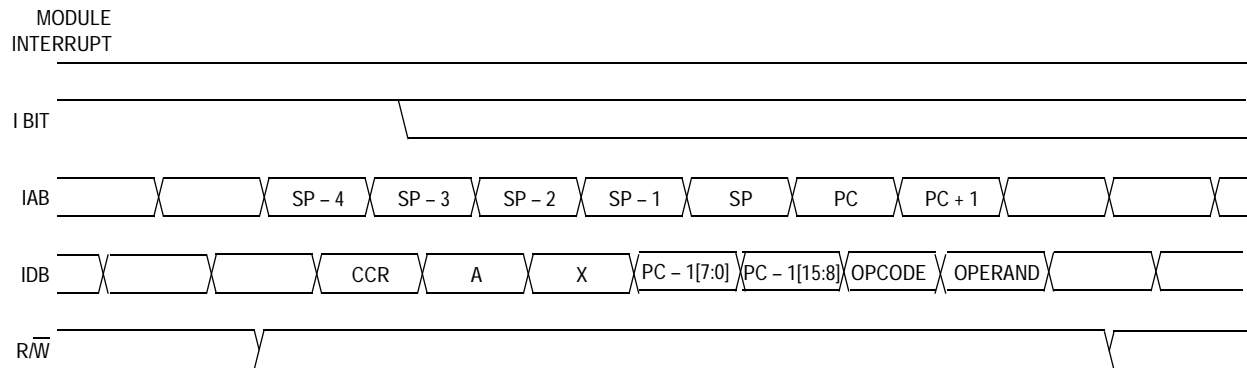 MODULE
INTERRUPT
I BIT
IAB SP – 4 SP – 3 SP – 2 SP – 1 SP PC PC + 1
IDB CCR A X PC – 1[7:0] PC – 1[15:8] OPCODE OPERAND
R/W̅